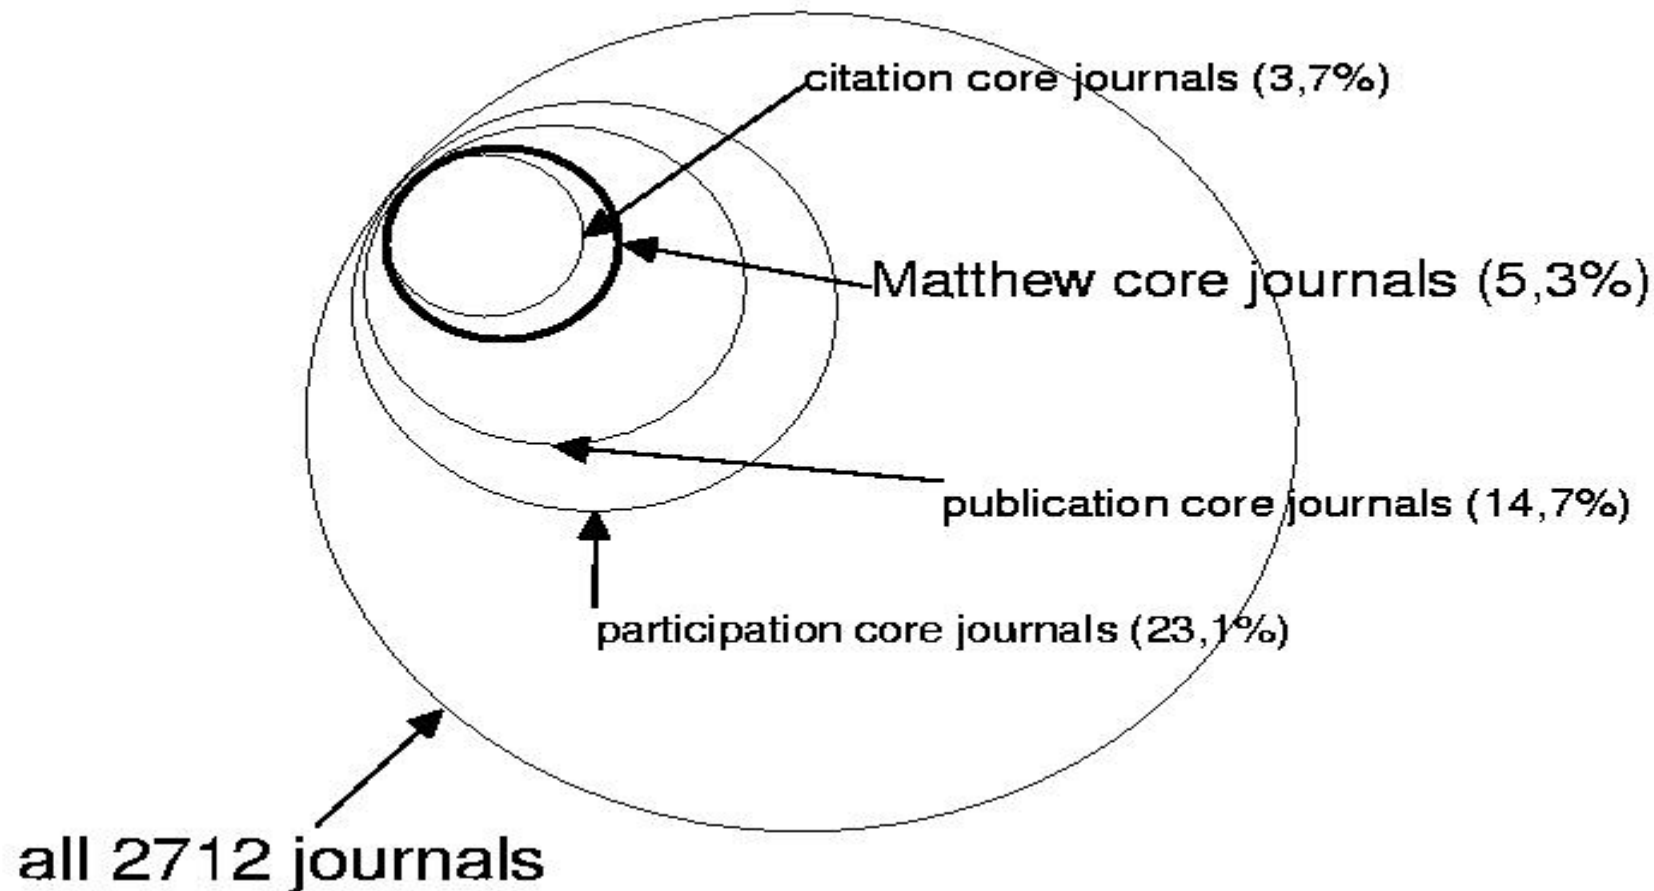 citation core journals (3,7%)
Matthew core journals (5,3%)
publication core journals (14,7%)
participation core journals (23,1%)
all 2712 journals